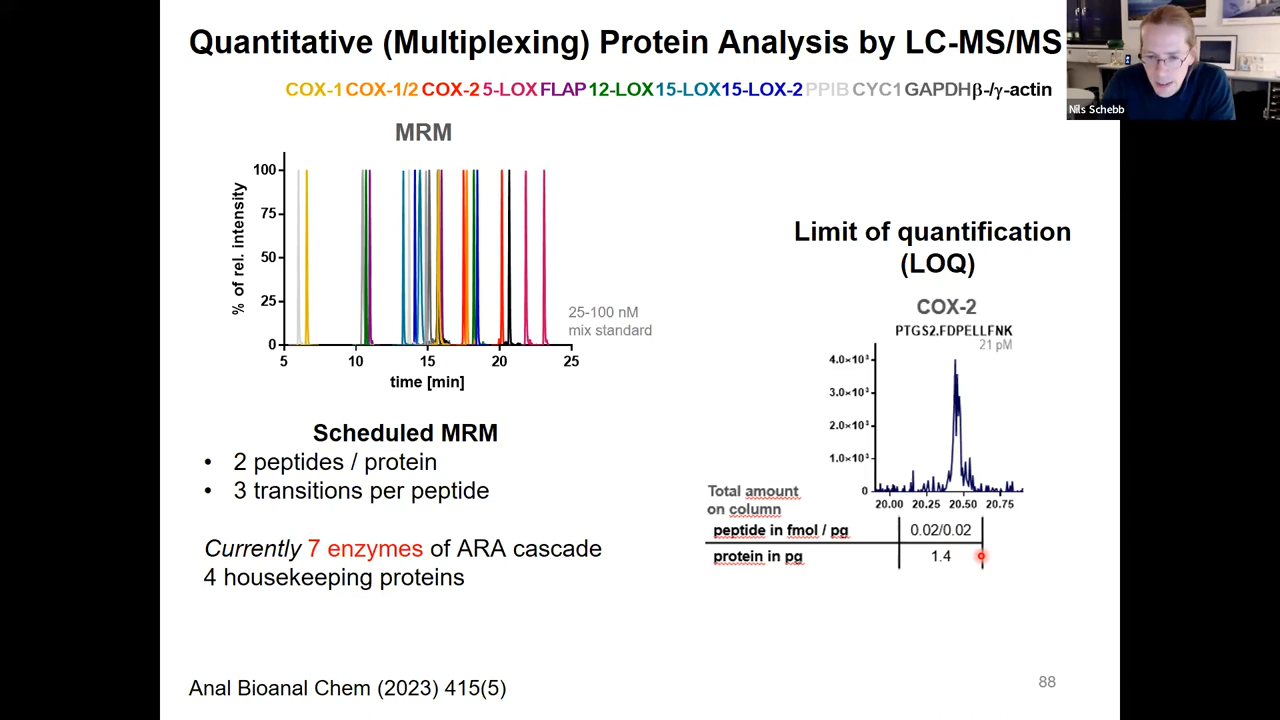 Quantitative (Multiplexing) Protein Analysis by LC-MS/MS
COX-1 COX-1/2 COX-2 5-LOX FLAP 12-LOX 15-LOX 15-LOX-2 PPIB CYC1 GAPDH β-/γ-actin
Nils Schebb
MRM
% of rel. intensity
100
75
50
25
0
5 10 15 20 25
time [min]
25-100 nM
mix standard
Scheduled MRM
• 2 peptides / protein
• 3 transitions per peptide
Currently 7 enzymes of ARA cascade
4 housekeeping proteins
Limit of quantification
(LOQ)
COX-2
PTGS2.FDPELLFNK
21 pM
4.0×10³
3.0×10³
2.0×10³
1.0×10³
0
20.00 20.25 20.50 20.75
Total amount
on column
peptide in fmol / pg 0.02/0.02
protein in pg 1.4
Anal Bioanal Chem (2023) 415(5)
88